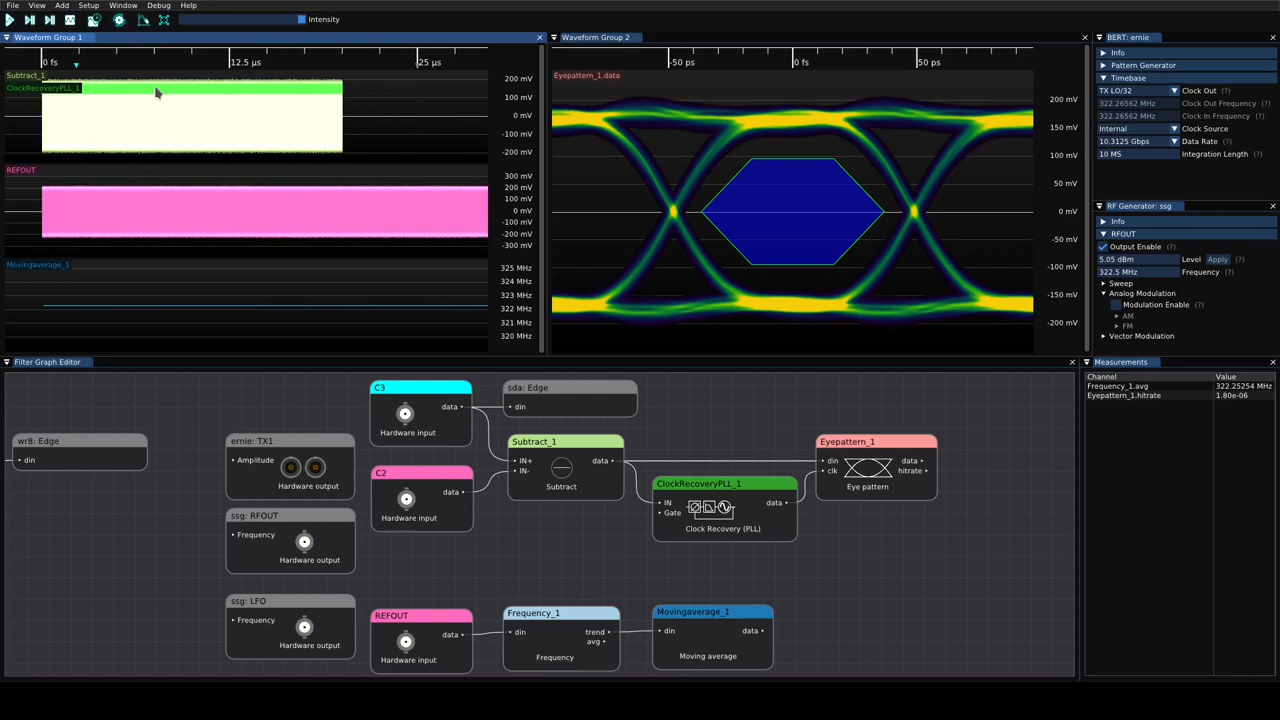 File View Add Setup Window Debug Help
Intensity
Waveform Group 1
0 fs 12.5 µs 25 µs
Subtract_1
ClockRecoveryPLL_1
200 mV
100 mV
0 mV
-100 mV
-200 mV
REFOUT
300 mV
200 mV
100 mV
0 mV
-100 mV
-200 mV
-300 mV
Movingaverage_1
325 MHz
324 MHz
323 MHz
322 MHz
321 MHz
320 MHz
Waveform Group 2
-50 ps 0 fs 50 ps
Eyepattern_1.data
200 mV
150 mV
100 mV
50 mV
0 mV
-50 mV
-100 mV
-150 mV
-200 mV
BERT: ernie
Info
Pattern Generator
Timebase
TX LO/32 Clock Out (?)
322.26562 MHz Clock Out Frequency (?)
322.26562 MHz Clock In Frequency (?)
Internal Clock Source (?)
10.3125 Gbps Data Rate (?)
10 MS Integration Length (?)
RF Generator: ssg
Info
RFOUT
Output Enable (?)
5.05 dBm Level Apply (?)
322.5 MHz Frequency (?)
Sweep
Analog Modulation
Modulation Enable (?)
AM
FM
Vector Modulation
Filter Graph Editor
wr8: Edge
din
ernie: TX1
Amplitude
Hardware output
ssg: RFOUT
Frequency
Hardware output
ssg: LFO
Frequency
Hardware output
C3
data
Hardware input
C2
data
Hardware input
REFOUT
data
Hardware input
sda: Edge
din
Subtract_1
IN+ data
IN-
Subtract
ClockRecoveryPLL_1
IN data
Gate
Clock Recovery (PLL)
Eyepattern_1
din data
clk hitrate
Eye pattern
Frequency_1
din trend
avg
Frequency
Movingaverage_1
din data
Moving average
Measurements
Channel Value
Frequency_1.avg 322.25254 MHz
Eyepattern_1.hitrate 1.80e-06